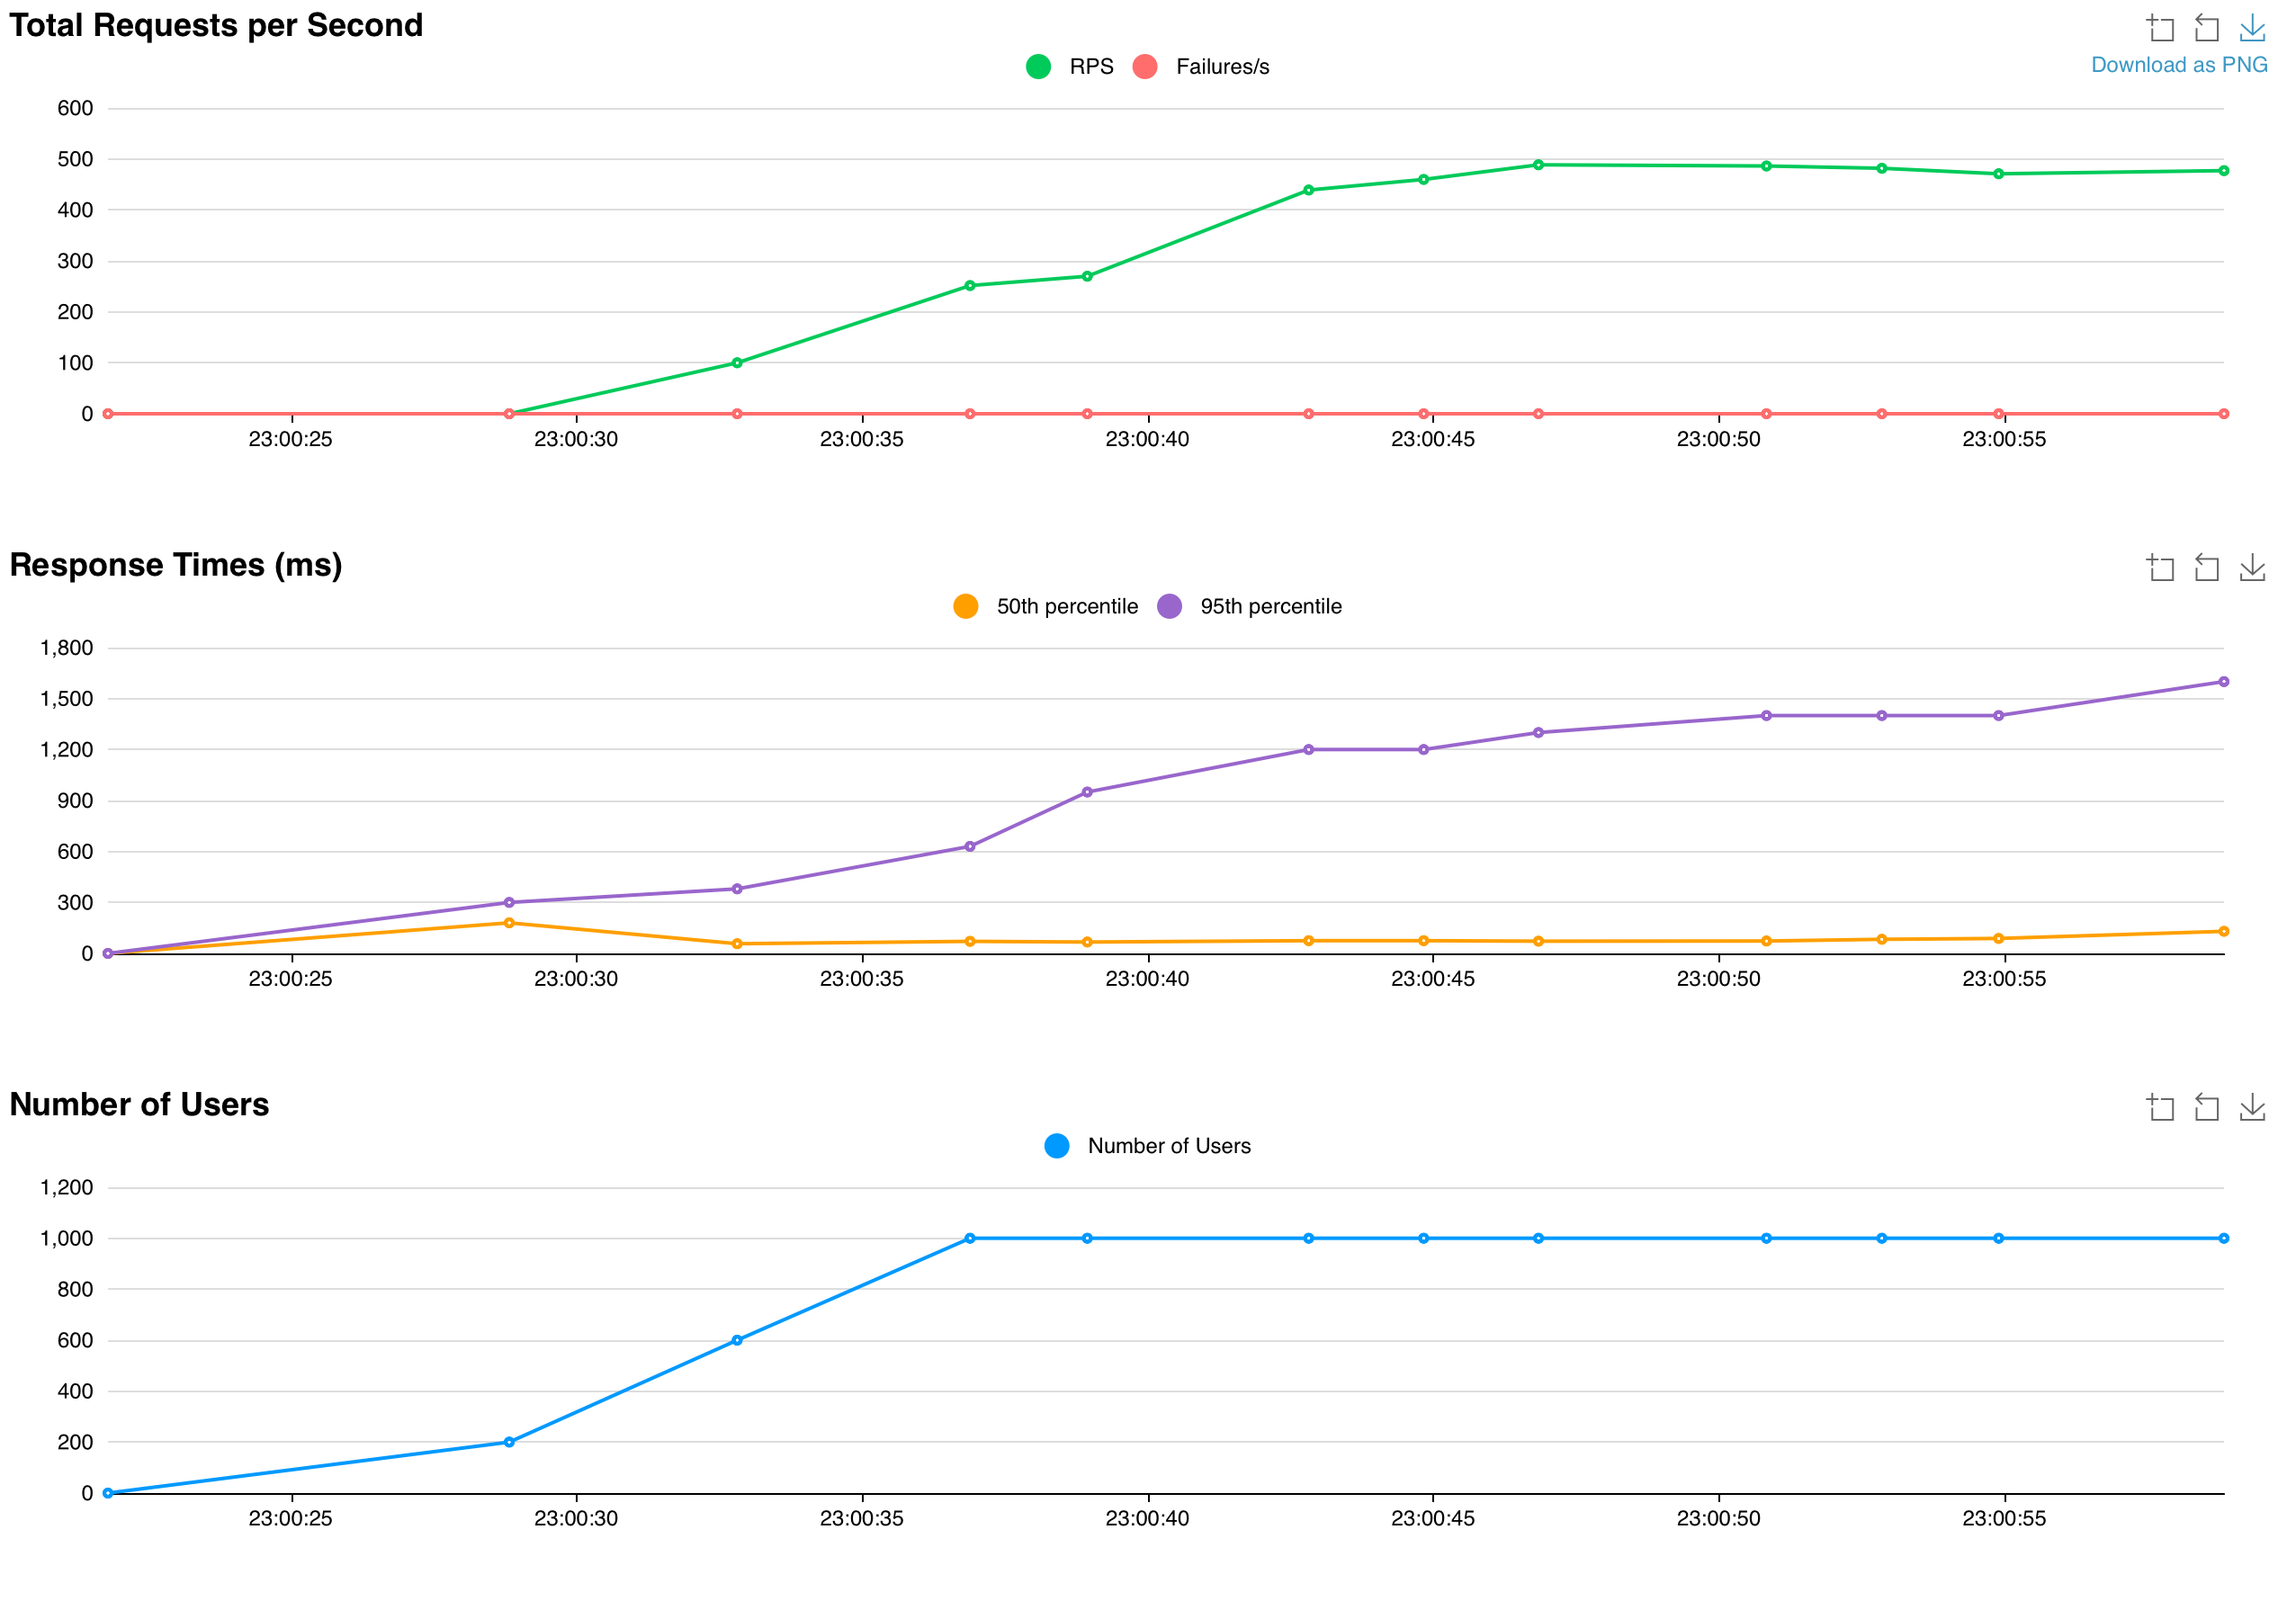 Total Requests per Second
RPS Failures/s
Download as PNG
600
500
400
300
200
100
0
23:00:25 23:00:30 23:00:35 23:00:40 23:00:45 23:00:50 23:00:55
Response Times (ms)
50th percentile 95th percentile
1,800
1,500
1,200
900
600
300
0
23:00:25 23:00:30 23:00:35 23:00:40 23:00:45 23:00:50 23:00:55
Number of Users
Number of Users
1,200
1,000
800
600
400
200
0
23:00:25 23:00:30 23:00:35 23:00:40 23:00:45 23:00:50 23:00:55